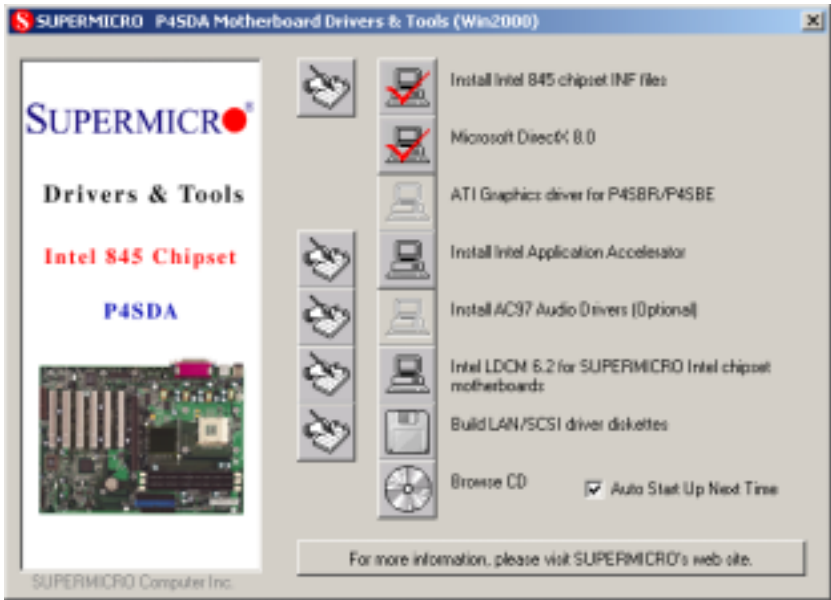 SUPERMICRO P4SDA Motherboard Drivers & Tools (Win2000)
SUPERMICRO®
Drivers & Tools
Intel 845 Chipset
P4SDA
SUPERMICRO Computer Inc.
Install Intel 845 chipset INF files
Microsoft DirectX 8.0
ATI Graphics driver for P4SBR/P4SBE
Install Intel Application Accelerator
Install AC97 Audio Drivers (Optional)
Intel LDCM 6.2 for SUPERMICRO Intel chipset
motherboards
Build LAN/SCSI driver diskettes
Browse CD
Auto Start Up Next Time
For more information, please visit SUPERMICRO's web site.